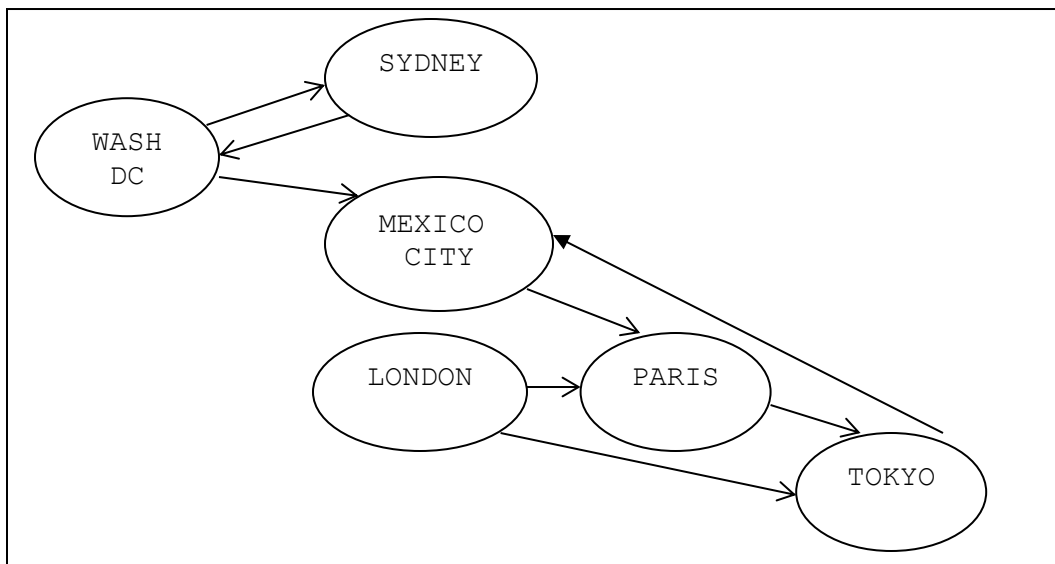 SYDNEY
WASH
DC
MEXICO
CITY
LONDON
PARIS
TOKYO